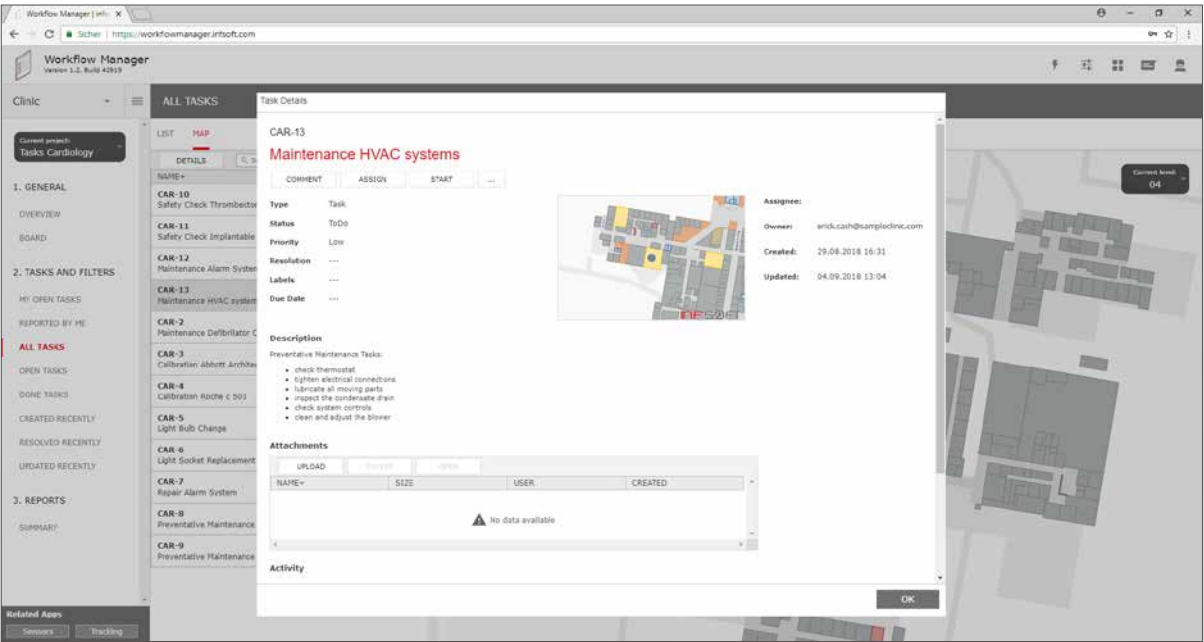 Workflow Manager | infs
Sicher | https://workflowmanager.infsoft.com
Workflow Manager
Version 1.2, Build 42919
Clinic
ALL TASKS
Current project:
Tasks Cardiology
1. GENERAL
OVERVIEW
BOARD
2. TASKS AND FILTERS
MY OPEN TASKS
REPORTED BY ME
ALL TASKS
OPEN TASKS
DONE TASKS
CREATED RECENTLY
RESOLVED RECENTLY
UPDATED RECENTLY
3. REPORTS
SUMMARY
Related Apps
Sensors Tracking
LIST MAP
DETAILS
NAME
CAR-10
Safety Check Thrombector
CAR-11
Safety Check Implantable
CAR-12
Maintenance Alarm System
CAR-13
Maintenance HVAC system
CAR-2
Maintenance Defibrilator C
CAR-3
Calibration Abbott Architec
CAR-4
Calibration Roche c 501
CAR-5
Light Bulb Change
CAR-6
Light Socket Replacement
CAR-7
Repair Alarm System
CAR-8
Preventative Maintenance
CAR-9
Preventative Maintenance
Task Details
CAR-13
Maintenance HVAC systems
COMMENT ASSIGN START ...
Type Task
Status ToDo
Priority Low
Resolution ---
Labels ---
Due Date ---
INFSOFT
Assignee:
Owner: erick.cash@sampleclinic.com
Created: 29.08.2018 16:31
Updated: 04.09.2018 13:04
Description
Preventative Maintenance Tasks:
• check thermostat
• tighten electrical connections
• lubricate all moving parts
• inspect the condensate drain
• check system controls
• clean and adjust the blower
Attachments
UPLOAD DELETE OPEN
NAME SIZE USER CREATED
No data available
Activity
OK
Current level:
04